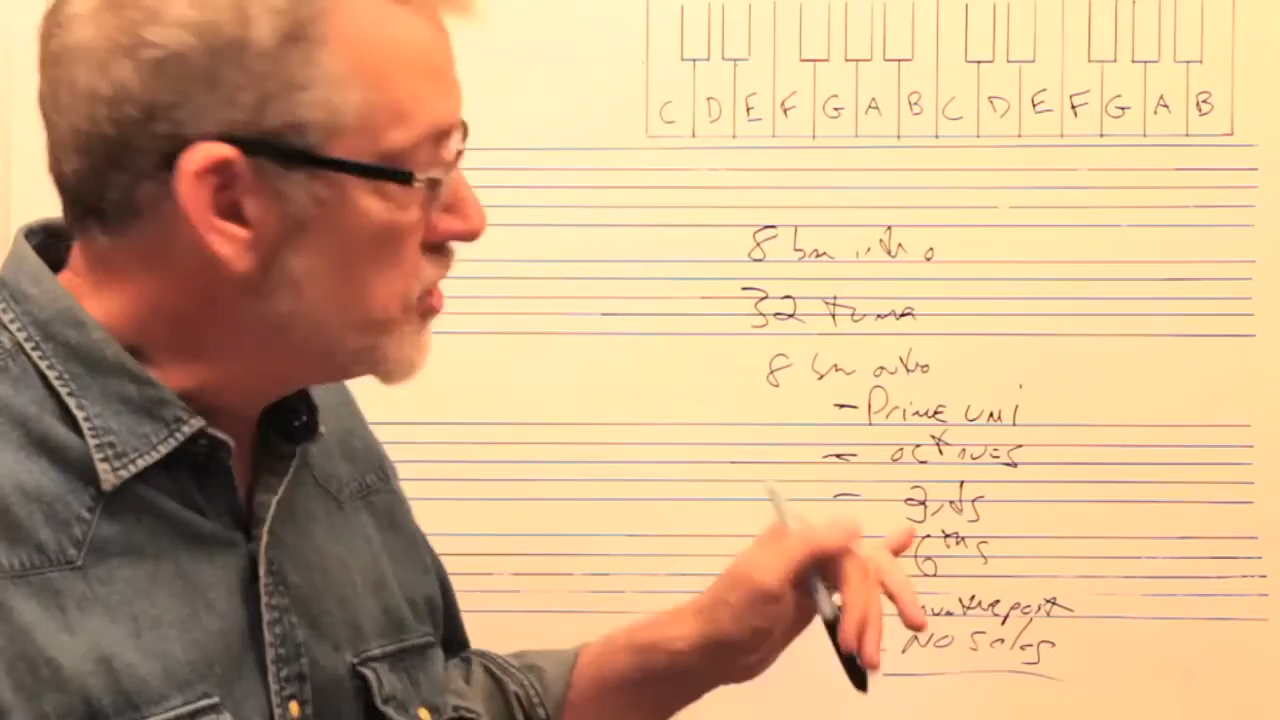 C D E F G A B C D E F G A B
8 bar intro
32 tune
8 bar outro
- Prime uni
- octaves
- 3rds
6ths
NO Solos